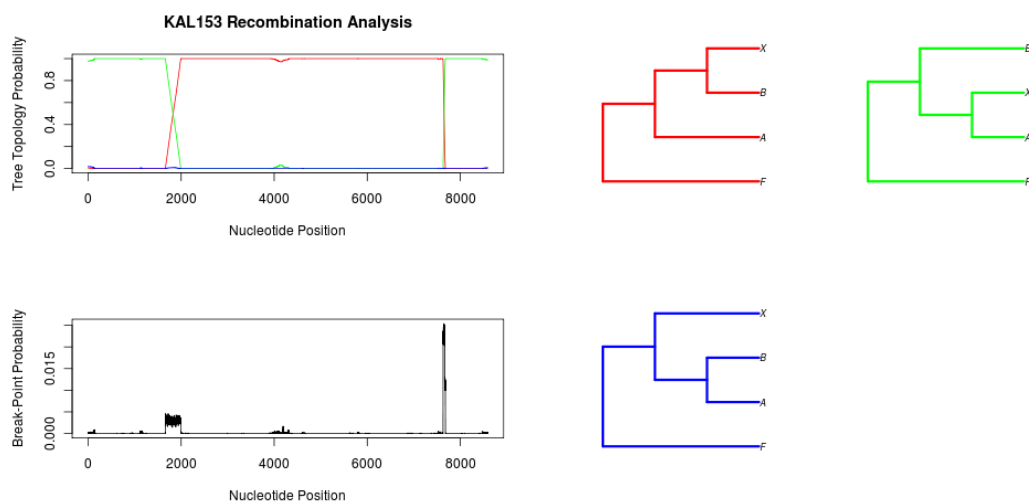 KAL153 Recombination Analysis
Tree Topology Probability
0.8
0.4
0.0
0 2000 4000 6000 8000
Nucleotide Position
X
B
A
F
B
X
A
F
Break-Point Probability
0.015
0.000
0 2000 4000 6000 8000
Nucleotide Position
X
B
A
F